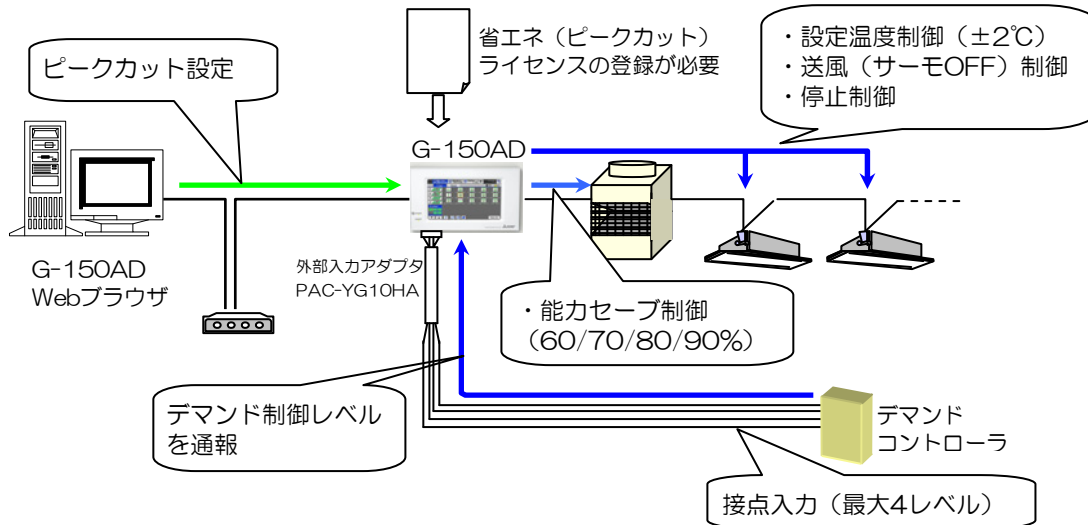 ピークカット設定
省エネ（ピークカット）
ライセンスの登録が必要
・設定温度制御（±2℃）
・送風（サーモOFF）制御
・停止制御
G-150AD
G-150AD
Webブラウザ
外部入力アダプタ
PAC-YG10HA
・能力セーブ制御
（60/70/80/90%）
デマンド制御レベル
を通報
デマンド
コントローラ
接点入力（最大4レベル）